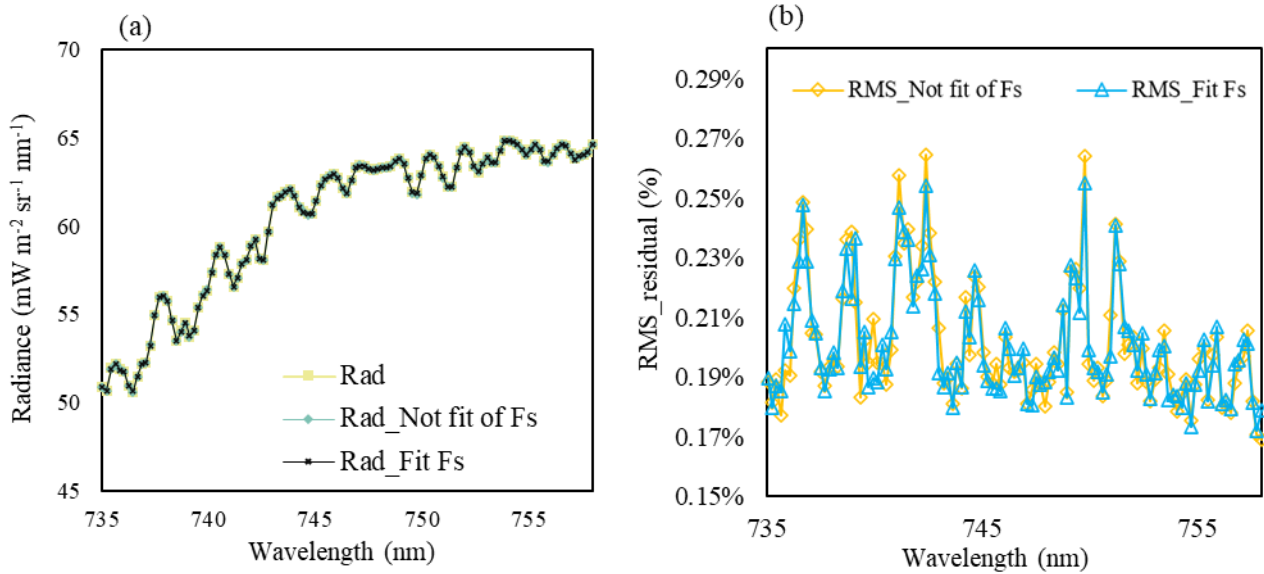 (a)
70
65
60
55
50
45
Radiance (mW m⁻² sr⁻¹ nm⁻¹)
Rad
Rad_Not fit of Fs
Rad_Fit Fs
735 740 745 750 755
Wavelength (nm)
(b)
0.29%
0.27%
0.25%
0.23%
0.21%
0.19%
0.17%
0.15%
RMS_residual (%)
RMS_Not fit of Fs RMS_Fit Fs
735 745 755
Wavelength (nm)